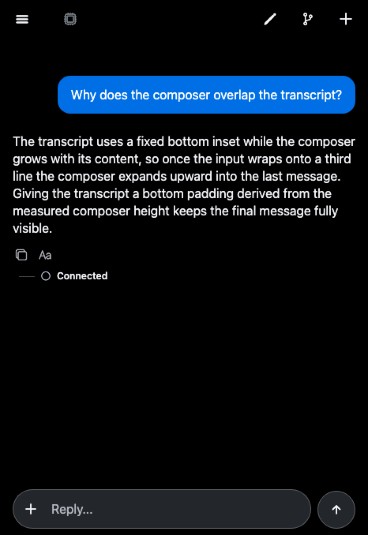 Why does the composer overlap the transcript?
The transcript uses a fixed bottom inset while the composer
grows with its content, so once the input wraps onto a third
line the composer expands upward into the last message.
Giving the transcript a bottom padding derived from the
measured composer height keeps the final message fully
visible.
Aa
Connected
Reply...